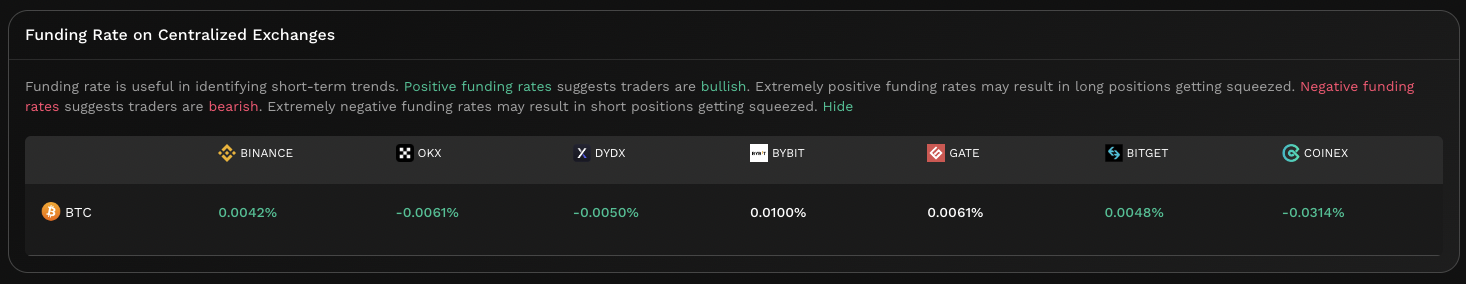 Funding Rate on Centralized Exchanges
Funding rate is useful in identifying short-term trends. Positive funding rates suggests traders are bullish. Extremely positive funding rates may result in long positions getting squeezed. Negative funding
rates suggests traders are bearish. Extremely negative funding rates may result in short positions getting squeezed. Hide
BINANCE OKX DYDX BYBIT BYBIT GATE BITGET COINEX
BTC 0.0042% -0.0061% -0.0050% 0.0100% 0.0061% 0.0048% -0.0314%